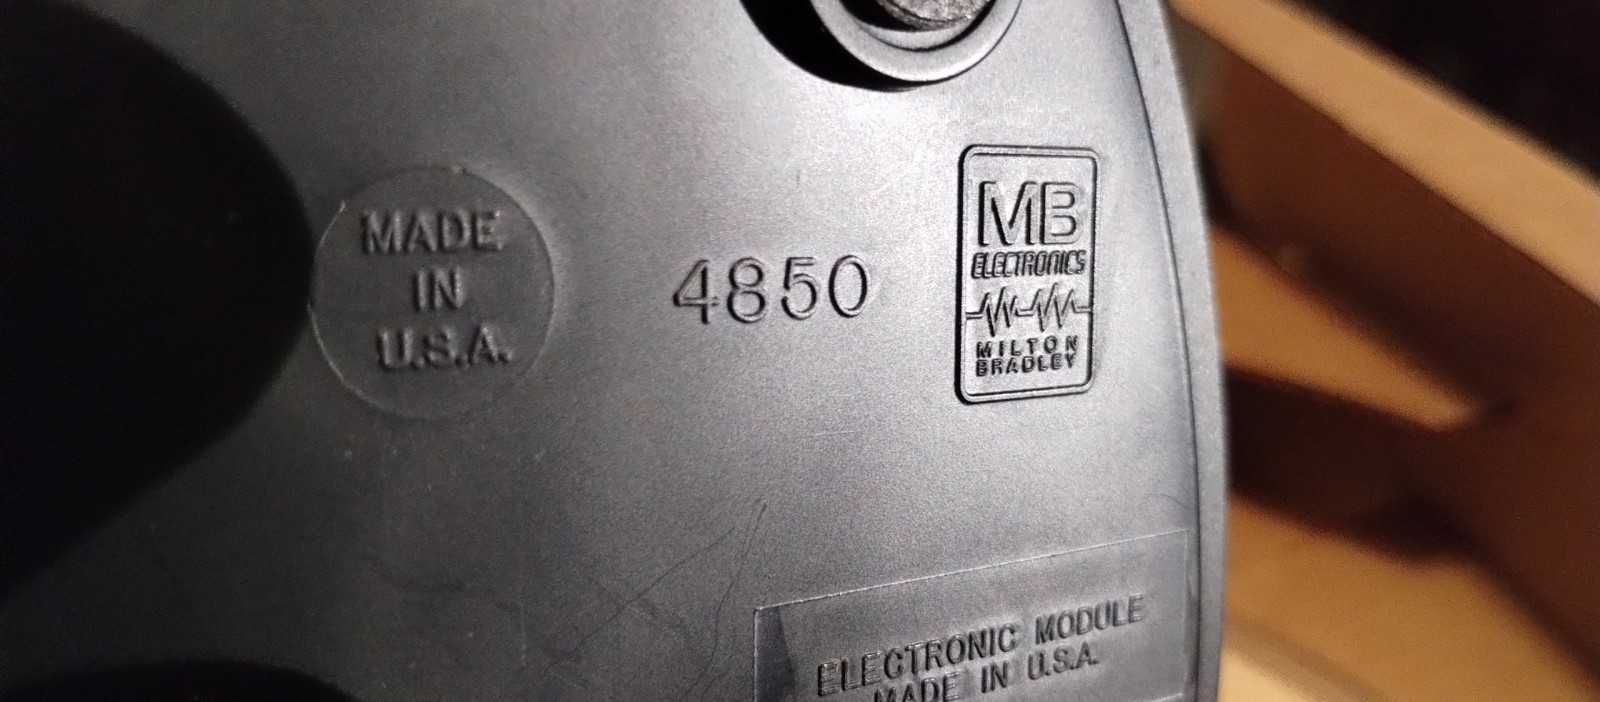 MADE
IN
U.S.A.
4850
MB
ELECTRONICS
MILTON
BRADLEY
ELECTRONIC MODULE
MADE IN U.S.A.